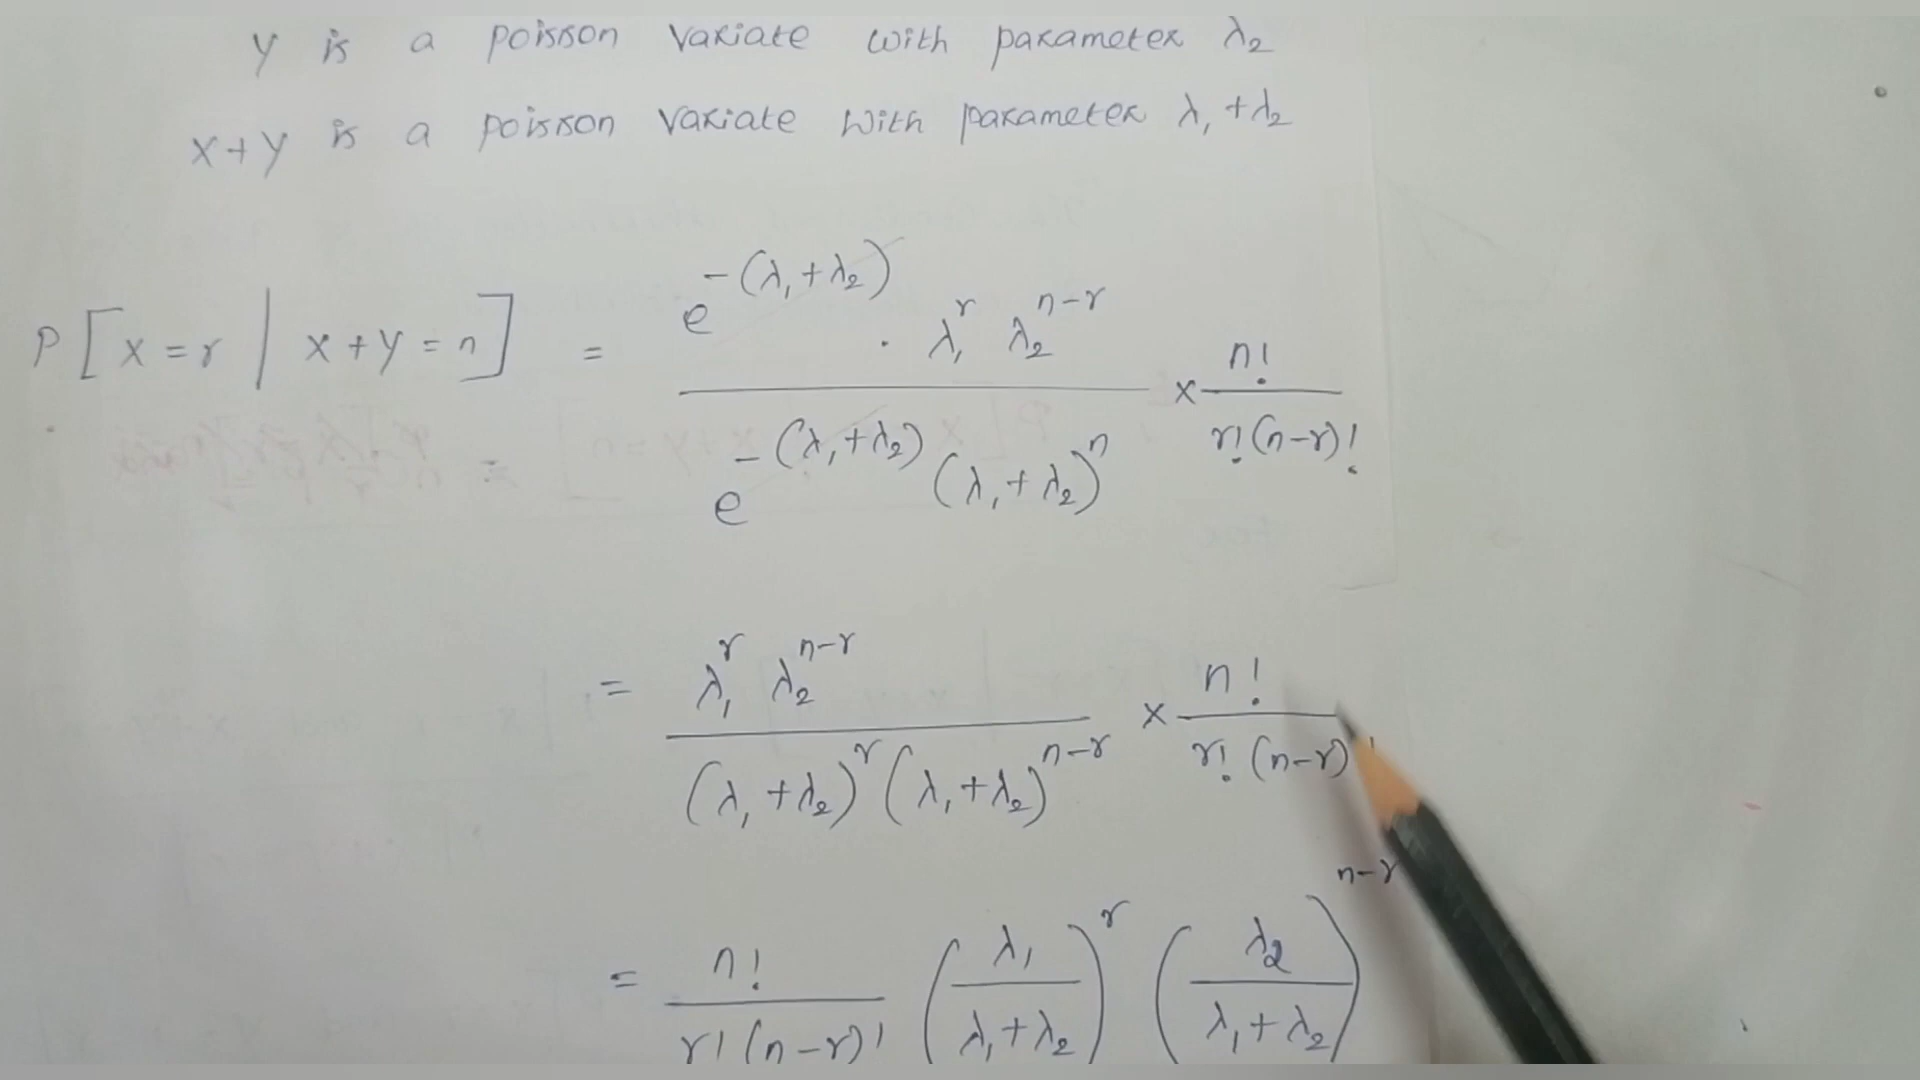 y is a poisson variate with parameter λ₂
x+y is a poisson variate with parameter λ₁+λ₂
P[x=r | x+y=n] = (e^{-(λ₁+λ₂)} · λ₁^r λ₂^{n-r}) / (e^{-(λ₁+λ₂)} (λ₁+λ₂)^n) × n! / (r!(n-r)!)
= (λ₁^r λ₂^{n-r}) / ((λ₁+λ₂)^r (λ₁+λ₂)^{n-r}) × n! / (r!(n-r)!)
= n! / (r!(n-r)!) (λ₁ / (λ₁+λ₂))^r (λ₂ / (λ₁+λ₂))^{n-r}